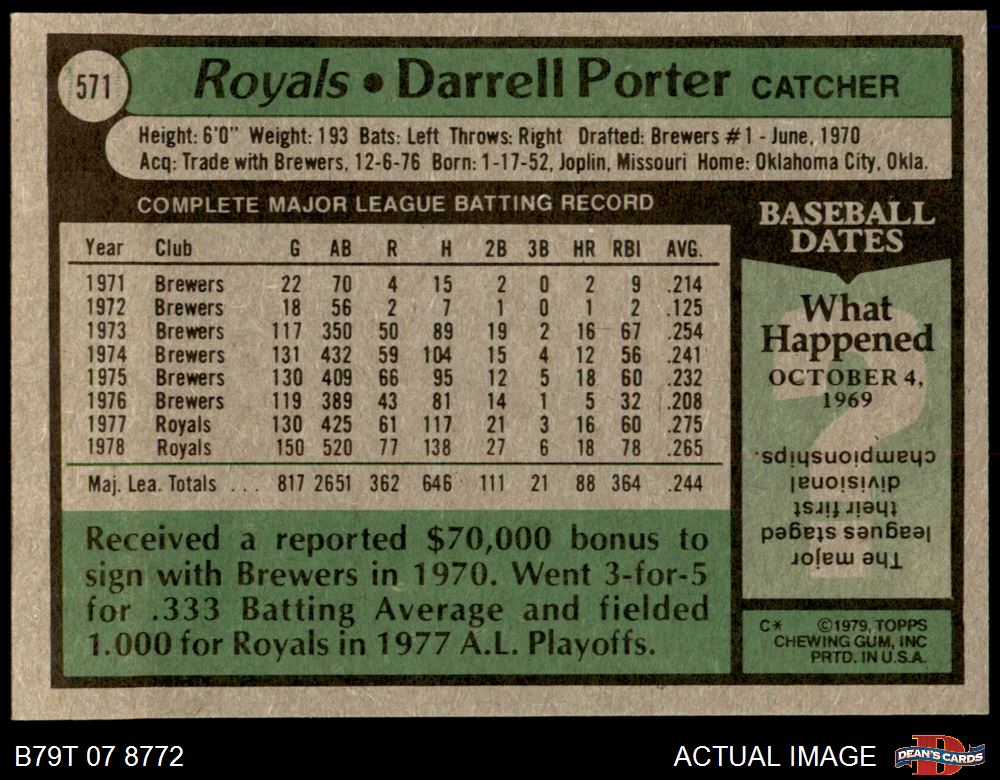 571
Royals • Darrell Porter CATCHER
Height: 6'0" Weight: 193 Bats: Left Throws: Right Drafted: Brewers #1 - June, 1970
Acq: Trade with Brewers, 12-6-76 Born: 1-17-52, Joplin, Missouri Home: Oklahoma City, Okla.
COMPLETE MAJOR LEAGUE BATTING RECORD
Year Club G AB R H 2B 3B HR RBI AVG.
1971 Brewers 22 70 4 15 2 0 2 9 .214
1972 Brewers 18 56 2 7 1 0 1 2 .125
1973 Brewers 117 350 50 89 19 2 16 67 .254
1974 Brewers 131 432 59 104 15 4 12 56 .241
1975 Brewers 130 409 66 95 12 5 18 60 .232
1976 Brewers 119 389 43 81 14 1 5 32 .208
1977 Royals 130 425 61 117 21 3 16 60 .275
1978 Royals 150 520 77 138 27 6 18 78 .265
Maj. Lea. Totals ... 817 2651 362 646 111 21 88 364 .244
Received a reported $70,000 bonus to
sign with Brewers in 1970. Went 3-for-5
for .333 Batting Average and fielded
1.000 for Royals in 1977 A.L. Playoffs.
BASEBALL
DATES
What
Happened
OCTOBER 4,
1969
The major
leagues staged
their first
divisional
championships.
C* ©1979, TOPPS
CHEWING GUM, INC
PRTD. IN U.S.A.
B79T 07 8772
ACTUAL IMAGE
DEAN'S CARDS